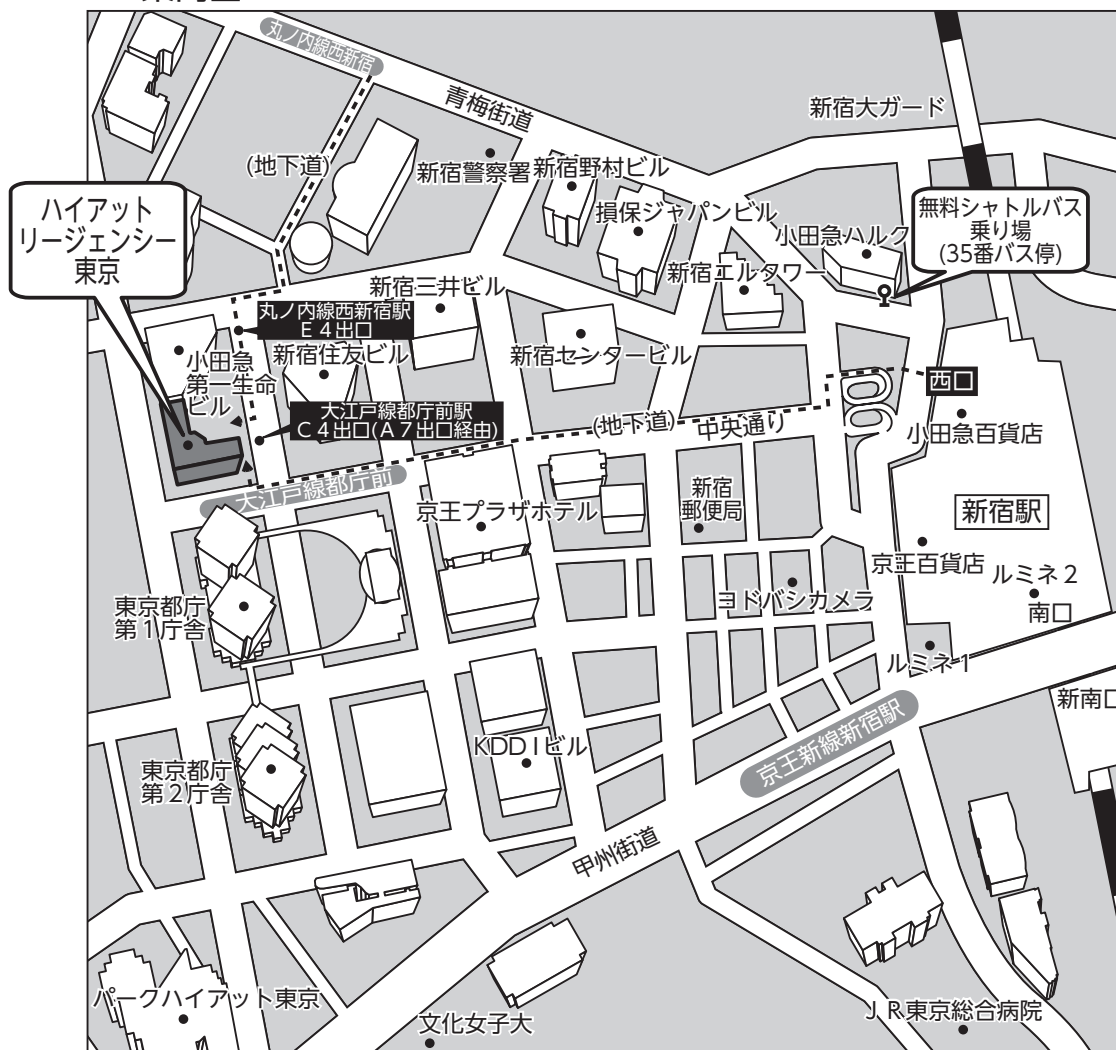 丸ノ内線西新宿
青梅街道
新宿大ガード
(地下道)
新宿警察署
新宿野村ビル
ハイアット
リージェンシー
東京
損保ジャパンビル
小田急ハルク
無料シャトルバス
乗り場
(35番バス停)
新宿エルタワー
新宿三井ビル
丸ノ内線西新宿駅
E4出口
小田急
第一生命
ビル
新宿住友ビル
新宿センタービル
西口
大江戸線都庁前駅
C4出口(A7出口経由)
(地下道)
中央通り
小田急百貨店
大江戸線都庁前
京王プラザホテル
新宿
郵便局
新宿駅
京王百貨店
ルミネ2
南口
東京都庁
第1庁舎
ヨドバシカメラ
ルミネ1
新南口
京王新線新宿駅
KDDIビル
東京都庁
第2庁舎
甲州街道
パークハイアット東京
文化女子大
JR東京総合病院